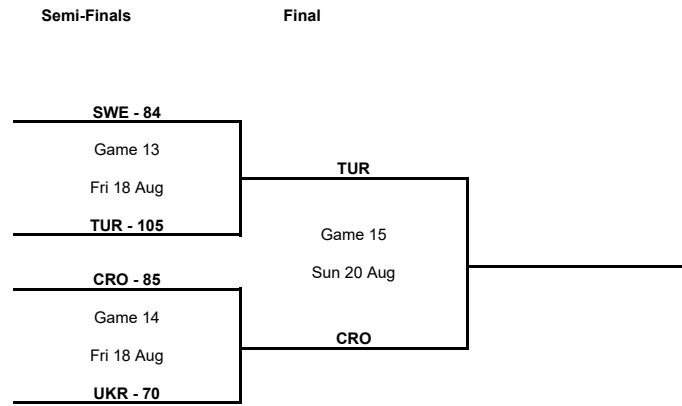 Semi-Finals
Final
SWE - 84
Game 13
Fri 18 Aug
TUR - 105
TUR
Game 15
Sun 20 Aug
CRO
CRO - 85
Game 14
Fri 18 Aug
UKR - 70